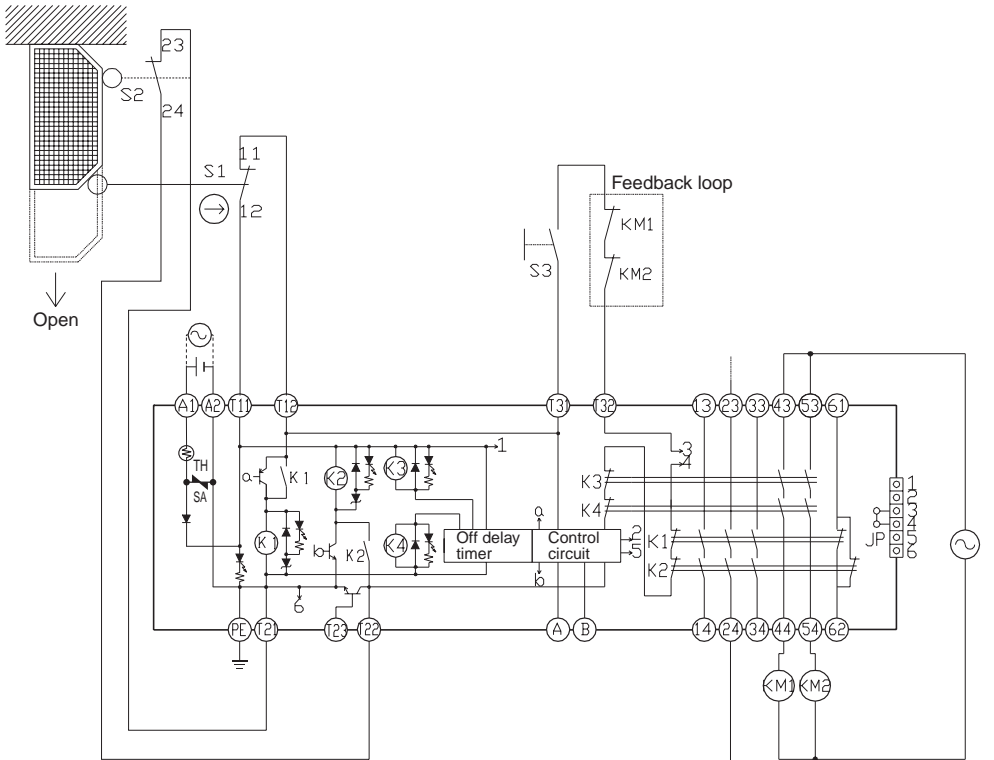 23
S2
24
11
S1
12
Feedback loop
KM1
S3
KM2
Open
A1 A2 T11 T12 T31 T32 13 23 33 43 53 61
1
3
4
TH
a K1
K2
K3
K3
SA
K4
a
1
2
3
4
5
6
JP
K1
b
K2
K4
Off delay
timer
Control
circuit
2
5
K1
K2
b
6
PE T21 T23 T22 A B 14 24 34 44 54 62
KM1 KM2